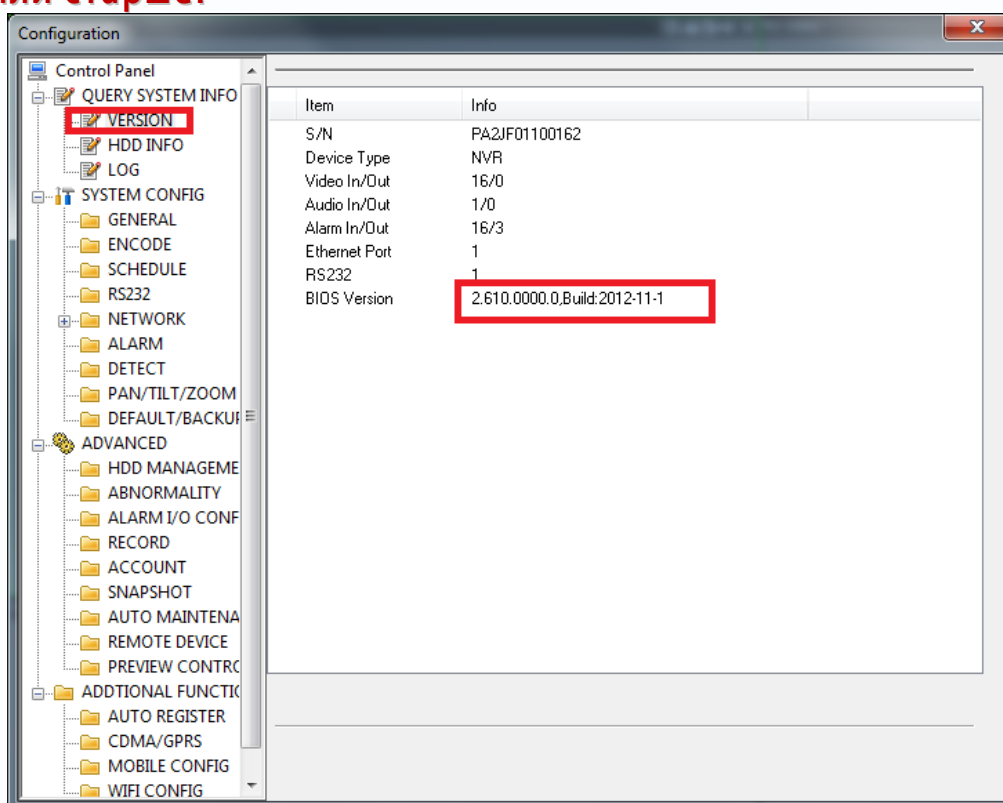 старше:
Configuration
Control Panel
QUERY SYSTEM INFO
VERSION
HDD INFO
LOG
SYSTEM CONFIG
GENERAL
ENCODE
SCHEDULE
RS232
NETWORK
ALARM
DETECT
PAN/TILT/ZOOM
DEFAULT/BACKUP
ADVANCED
HDD MANAGEME
ABNORMALITY
ALARM I/O CONF
RECORD
ACCOUNT
SNAPSHOT
AUTO MAINTENA
REMOTE DEVICE
PREVIEW CONTRO
ADDTIONAL FUNCTIO
AUTO REGISTER
CDMA/GPRS
MOBILE CONFIG
WIFI CONFIG
Item Info
S/N PA2JF01100162
Device Type NVR
Video In/Out 16/0
Audio In/Out 1/0
Alarm In/Out 16/3
Ethernet Port 1
RS232 1
BIOS Version 2.610.0000.0,Build:2012-11-1